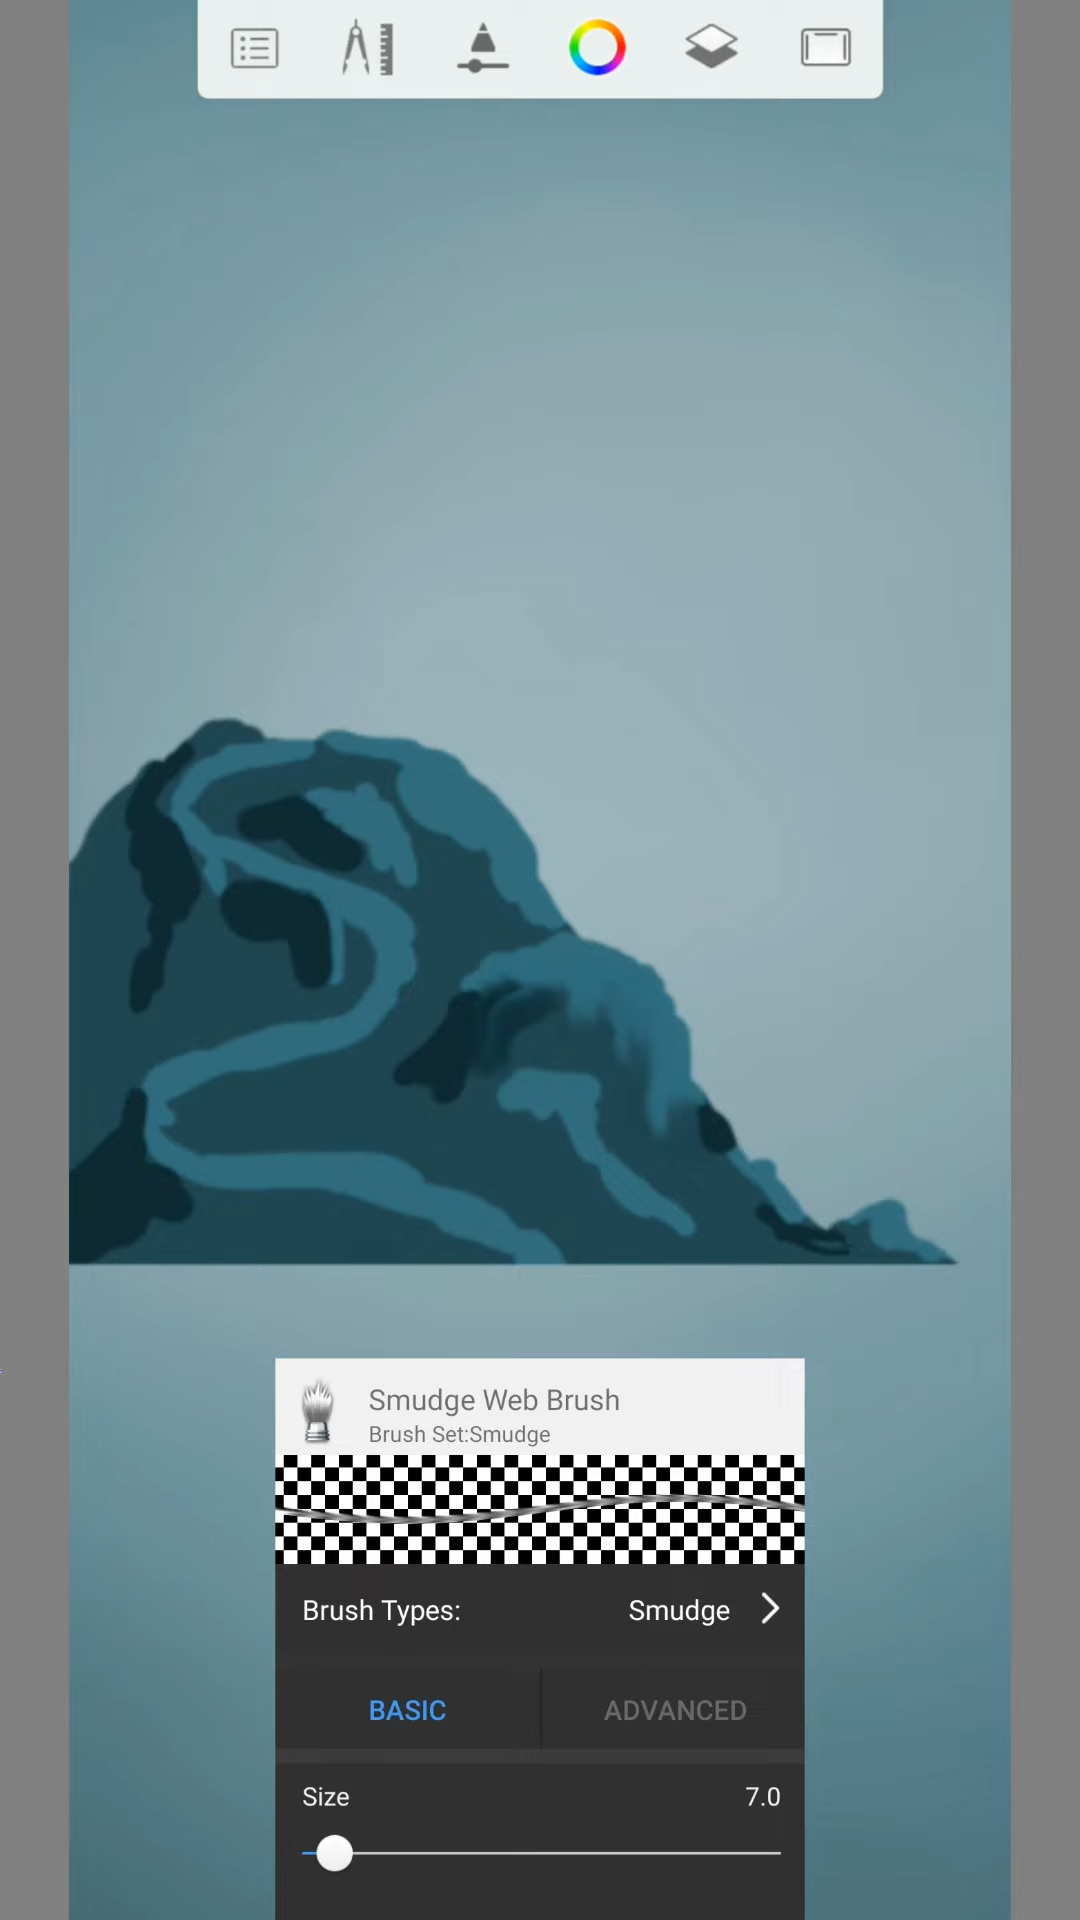 Smudge Web Brush
Brush Set:Smudge
Brush Types: Smudge
BASIC ADVANCED
Size 7.0